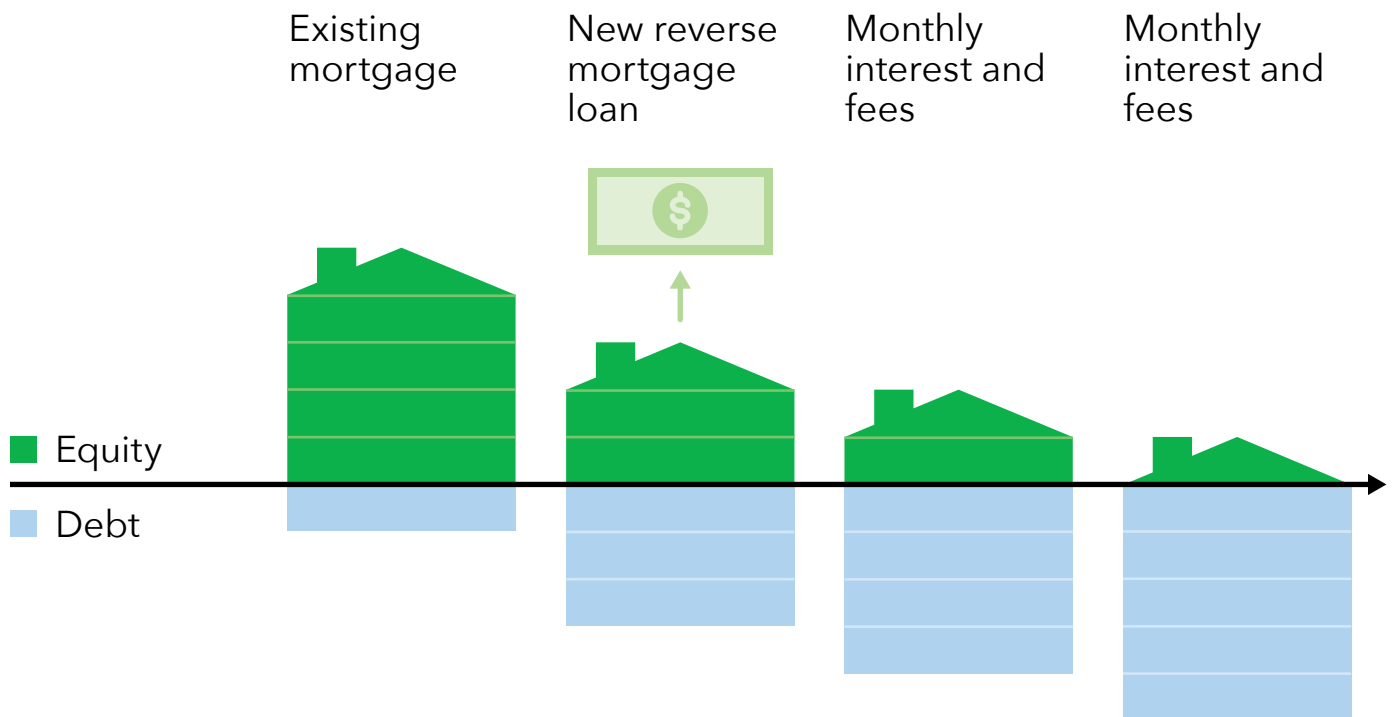 Existing
mortgage
New reverse
mortgage
loan
Monthly
interest and
fees
Monthly
interest and
fees
$
Equity
Debt